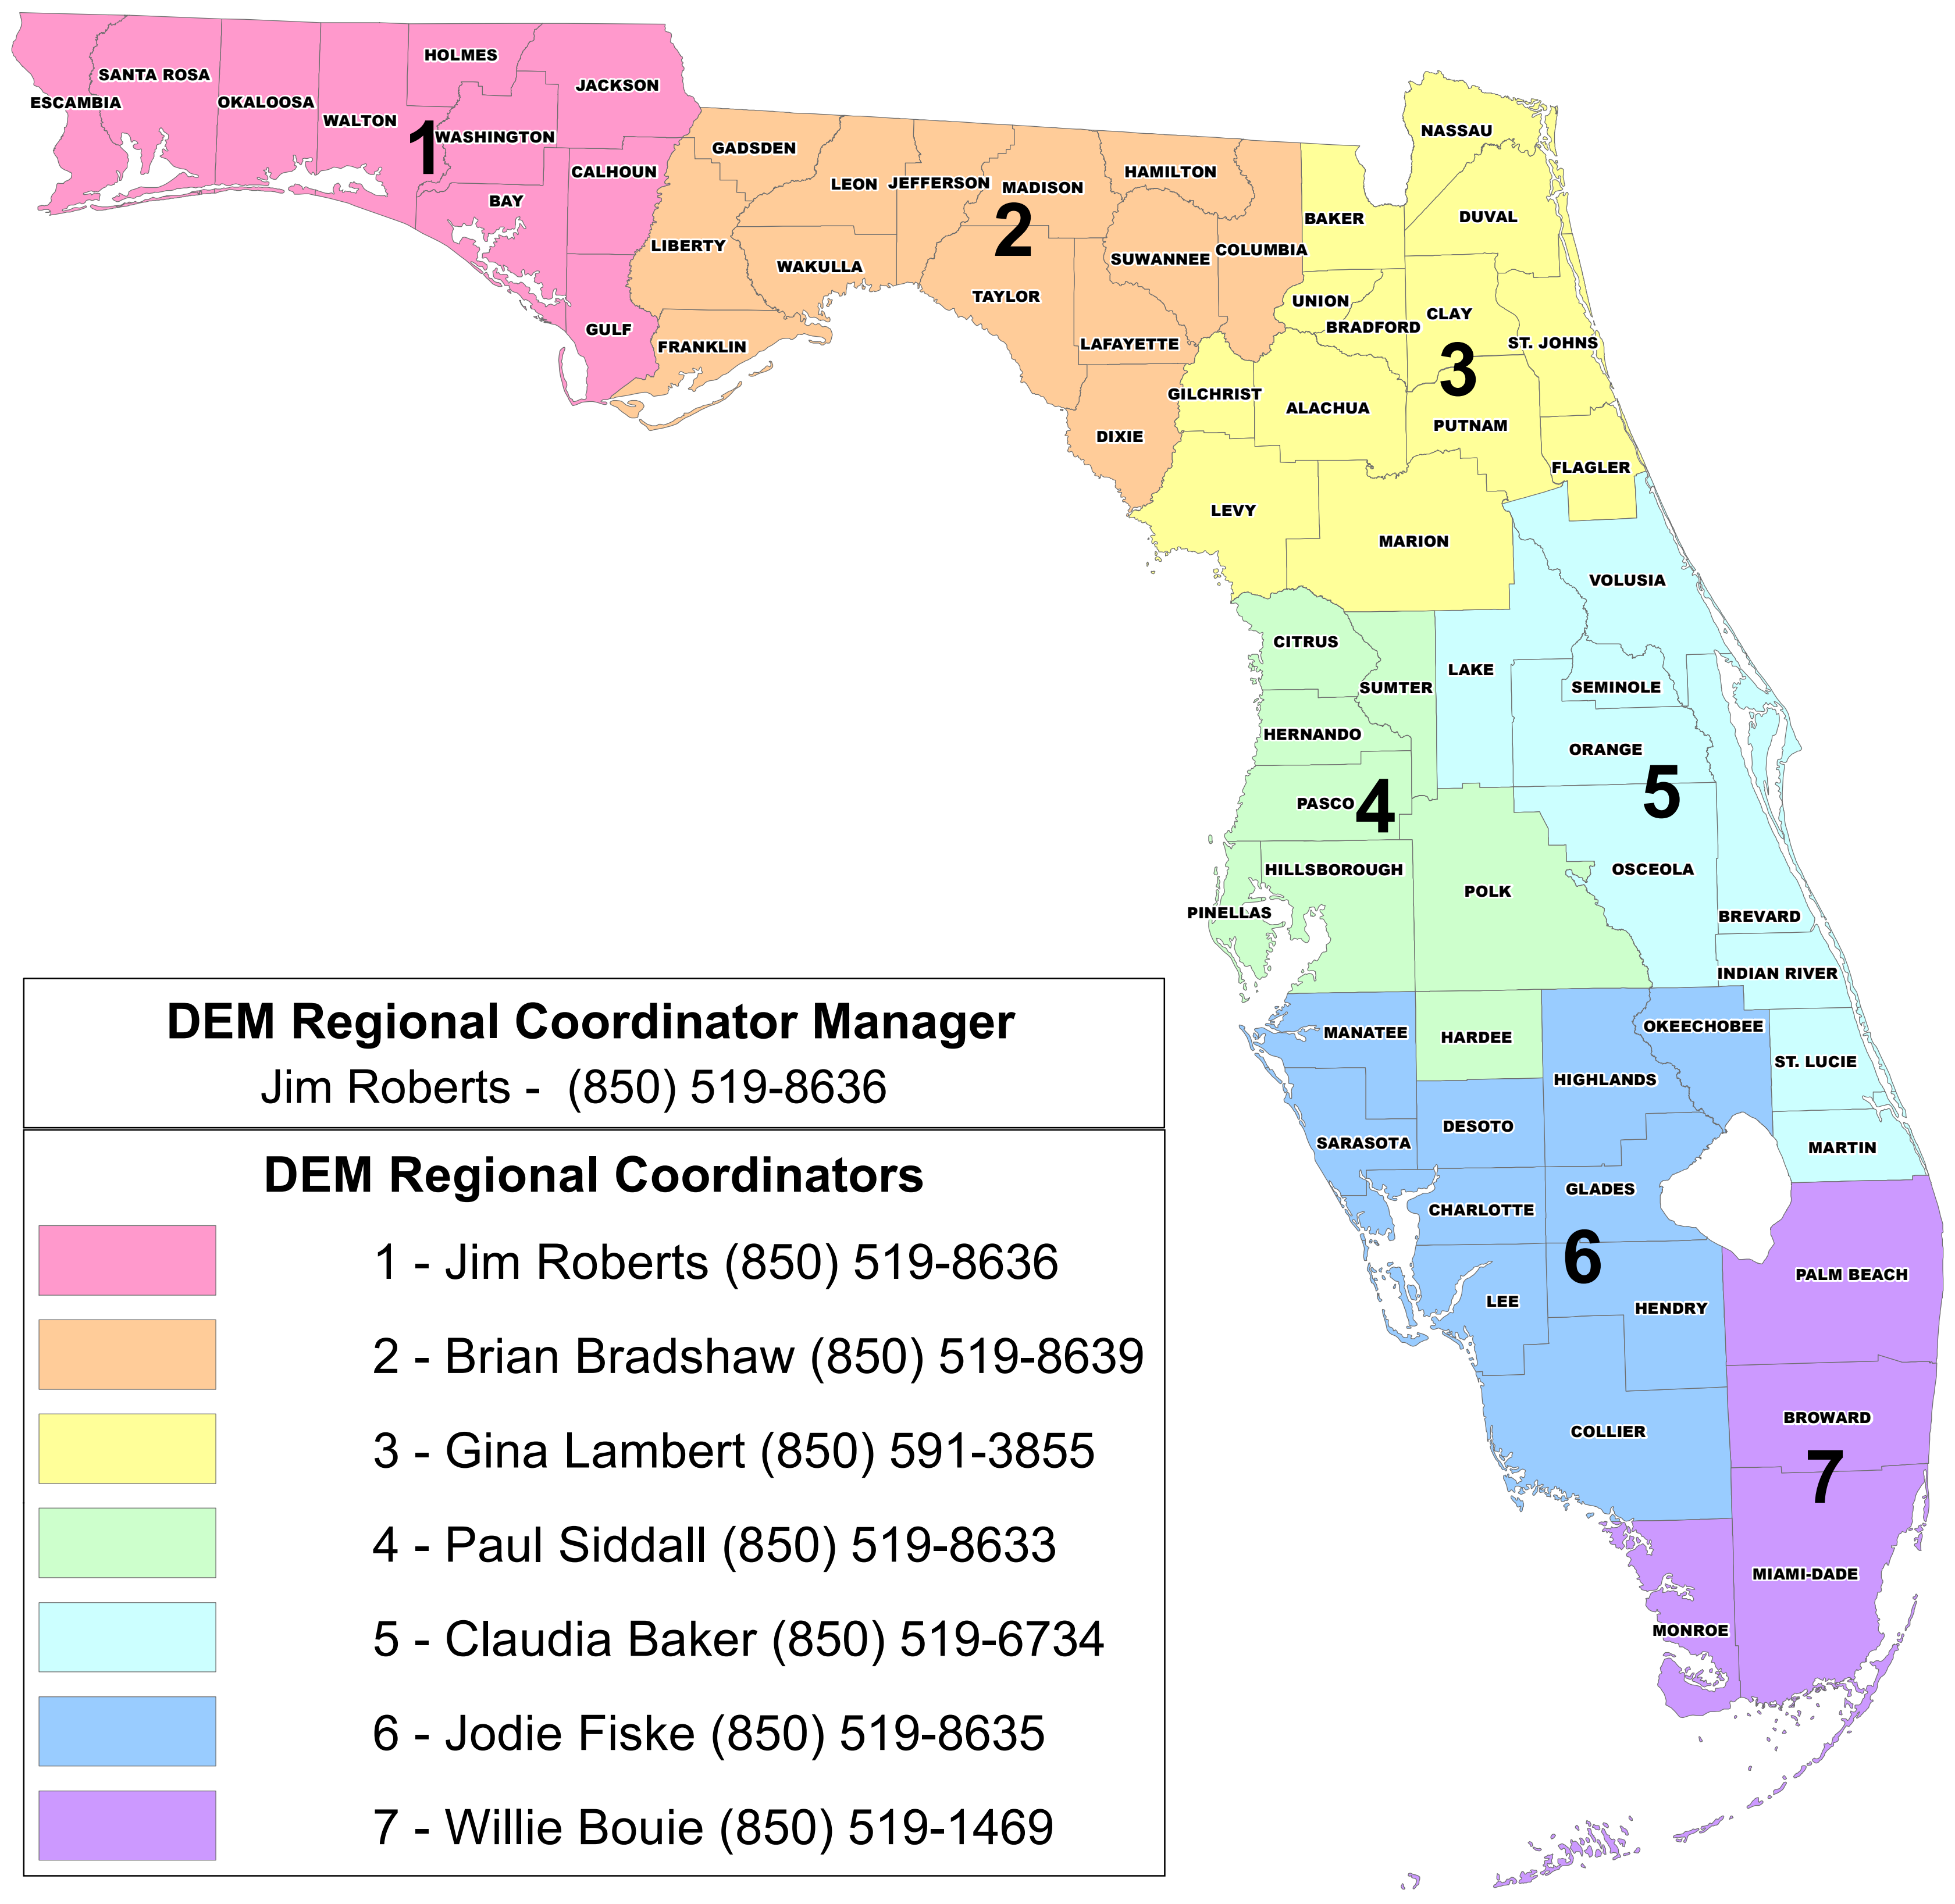 HOLMES
SANTA ROSA
JACKSON
ESCAMBIA
OKALOOSA
WALTON
1
WASHINGTON
CALHOUN
BAY
GULF
GADSDEN
LEON
JEFFERSON
MADISON
HAMILTON
2
LIBERTY
WAKULLA
SUWANNEE
COLUMBIA
TAYLOR
FRANKLIN
LAFAYETTE
DIXIE
NASSAU
BAKER
DUVAL
UNION
BRADFORD
CLAY
ST. JOHNS
3
GILCHRIST
ALACHUA
PUTNAM
FLAGLER
LEVY
MARION
VOLUSIA
CITRUS
LAKE
SUMTER
SEMINOLE
HERNANDO
ORANGE
PASCO
4
5
HILLSBOROUGH
OSCEOLA
POLK
PINELLAS
BREVARD
INDIAN RIVER
MANATEE
HARDEE
OKEECHOBEE
ST. LUCIE
HIGHLANDS
DESOTO
SARASOTA
MARTIN
GLADES
CHARLOTTE
6
PALM BEACH
LEE
HENDRY
BROWARD
COLLIER
7
MIAMI-DADE
MONROE
DEM Regional Coordinator Manager
Jim Roberts - (850) 519-8636
DEM Regional Coordinators
1 - Jim Roberts (850) 519-8636
2 - Brian Bradshaw (850) 519-8639
3 - Gina Lambert (850) 591-3855
4 - Paul Siddall (850) 519-8633
5 - Claudia Baker (850) 519-6734
6 - Jodie Fiske (850) 519-8635
7 - Willie Bouie (850) 519-1469